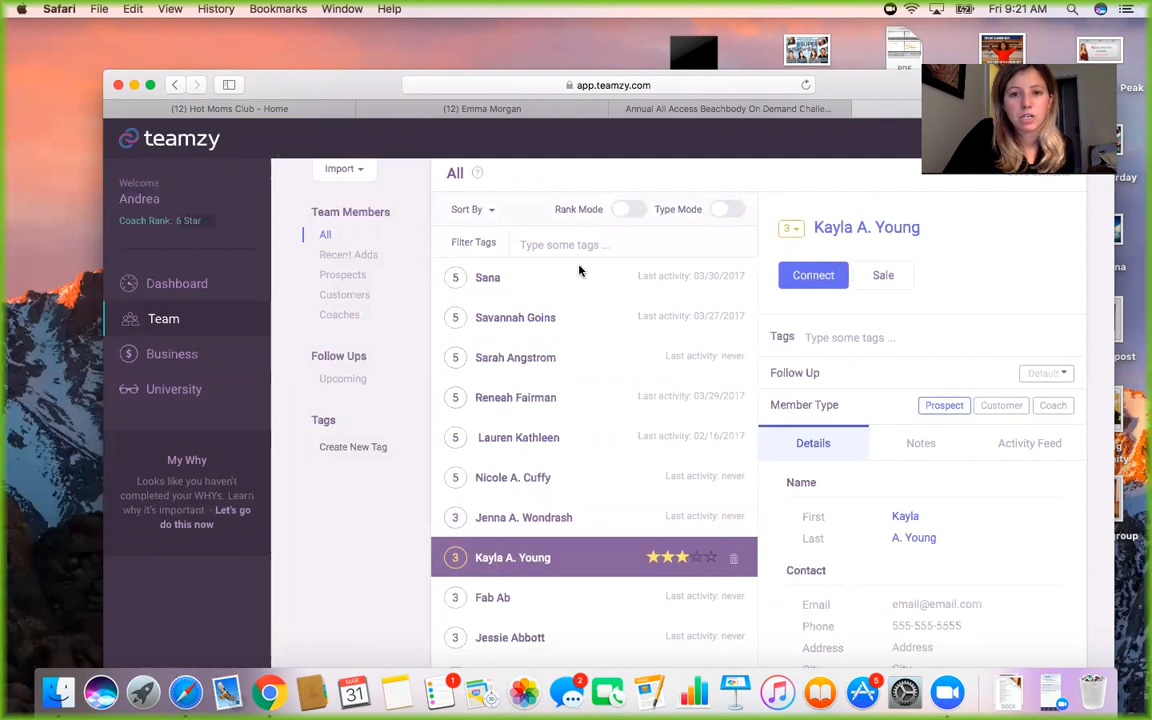 Safari File Edit View History Bookmarks Window Help
Fri 9:21 AM
app.teamzy.com
(12) Hot Moms Club - Home
(12) Emma Morgan
Annual All Access Beachbody On Demand Challe...
teamzy
Welcome
Andrea
Coach Rank: 6 Star
Dashboard
Team
Business
University
My Why
Looks like you haven't
completed your WHYs. Learn
why it's important - Let's go
do this now
Import
Team Members
All
Recent Adds
Prospects
Customers
Coaches
Follow Ups
Upcoming
Tags
Create New Tag
All ?
Sort By Rank Mode Type Mode
Filter Tags Type some tags ...
5 Sana Last activity: 03/30/2017
5 Savannah Goins Last activity: 03/27/2017
5 Sarah Angstrom Last activity: never
5 Reneah Fairman Last activity: 03/29/2017
5 Lauren Kathleen Last activity: 02/16/2017
5 Nicole A. Cuffy Last activity: never
3 Jenna A. Wondrash Last activity: never
3 Kayla A. Young
3 Fab Ab Last activity: never
3 Jessie Abbott Last activity: never
3 Kayla A. Young
Connect Sale
Tags Type some tags ...
Follow Up Default
Member Type Prospect Customer Coach
Details Notes Activity Feed
Name
First Kayla
Last A. Young
Contact
Email email@email.com
Phone 555-555-5555
Address Address
PDF
Peak
post
group
MAR
31
1
2
5
DOCX